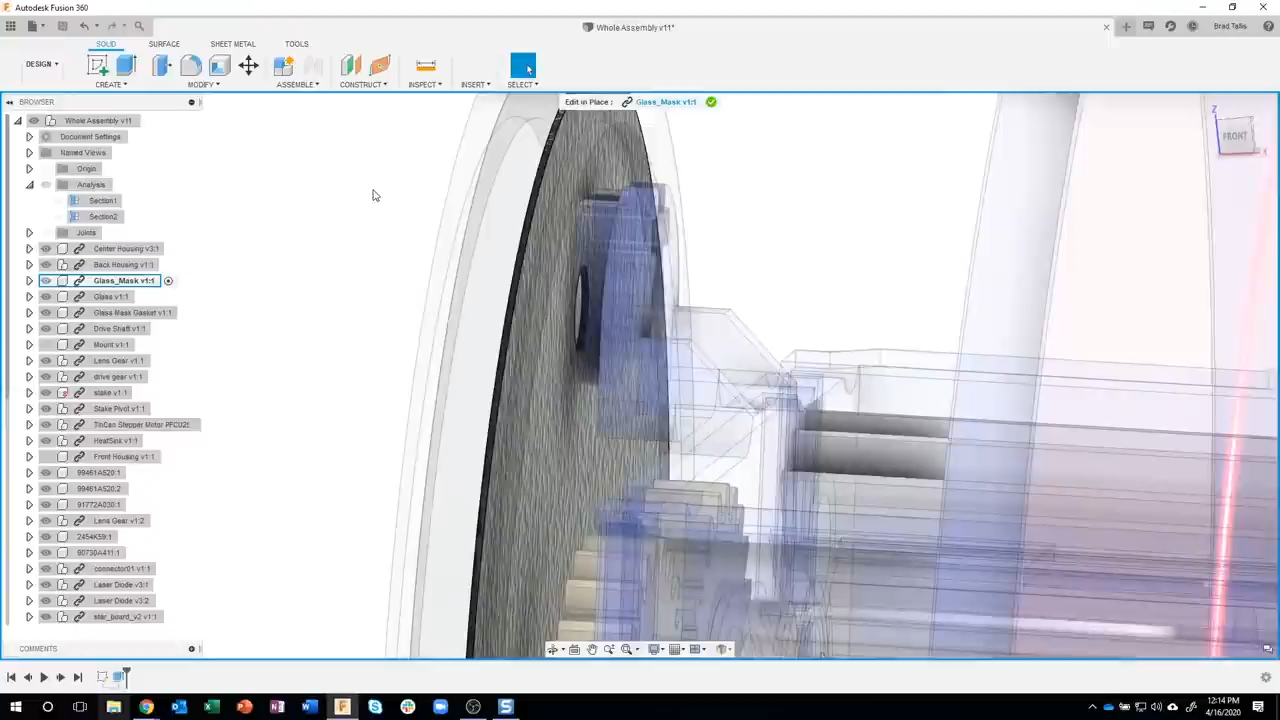 Autodesk Fusion 360
Whole Assembly v11*
Brad Tallis
SOLID SURFACE SHEET METAL TOOLS
DESIGN
CREATE MODIFY ASSEMBLE CONSTRUCT INSPECT INSERT SELECT
BROWSER
Edit In Place : Glass_Mask v1:1
Z
FRONT
Whole Assembly v11
Document Settings
Named Views
Origin
Analysis
Section1
Section2
Joints
Center Housing v3:1
Back Housing v1:1
Glass_Mask v1:1
Glass v1:1
Glass Mask Gasket v1:1
Drive Shaft v1:1
Mount v1:1
Lens Gear v1:1
drive gear v1:1
stake v1:1
Stake Pivot v1:1
TinCan Stepper Motor PFCU25
HeatSink v1:1
Front Housing v1:1
99461A520:1
99461A520:2
91772A030:1
Lens Gear v1:2
2454K59:1
90730A411:1
connector01 v1:1
Laser Diode v3:1
Laser Diode v3:2
star_board_v2 v1:1
COMMENTS
12:14 PM
4/16/2020